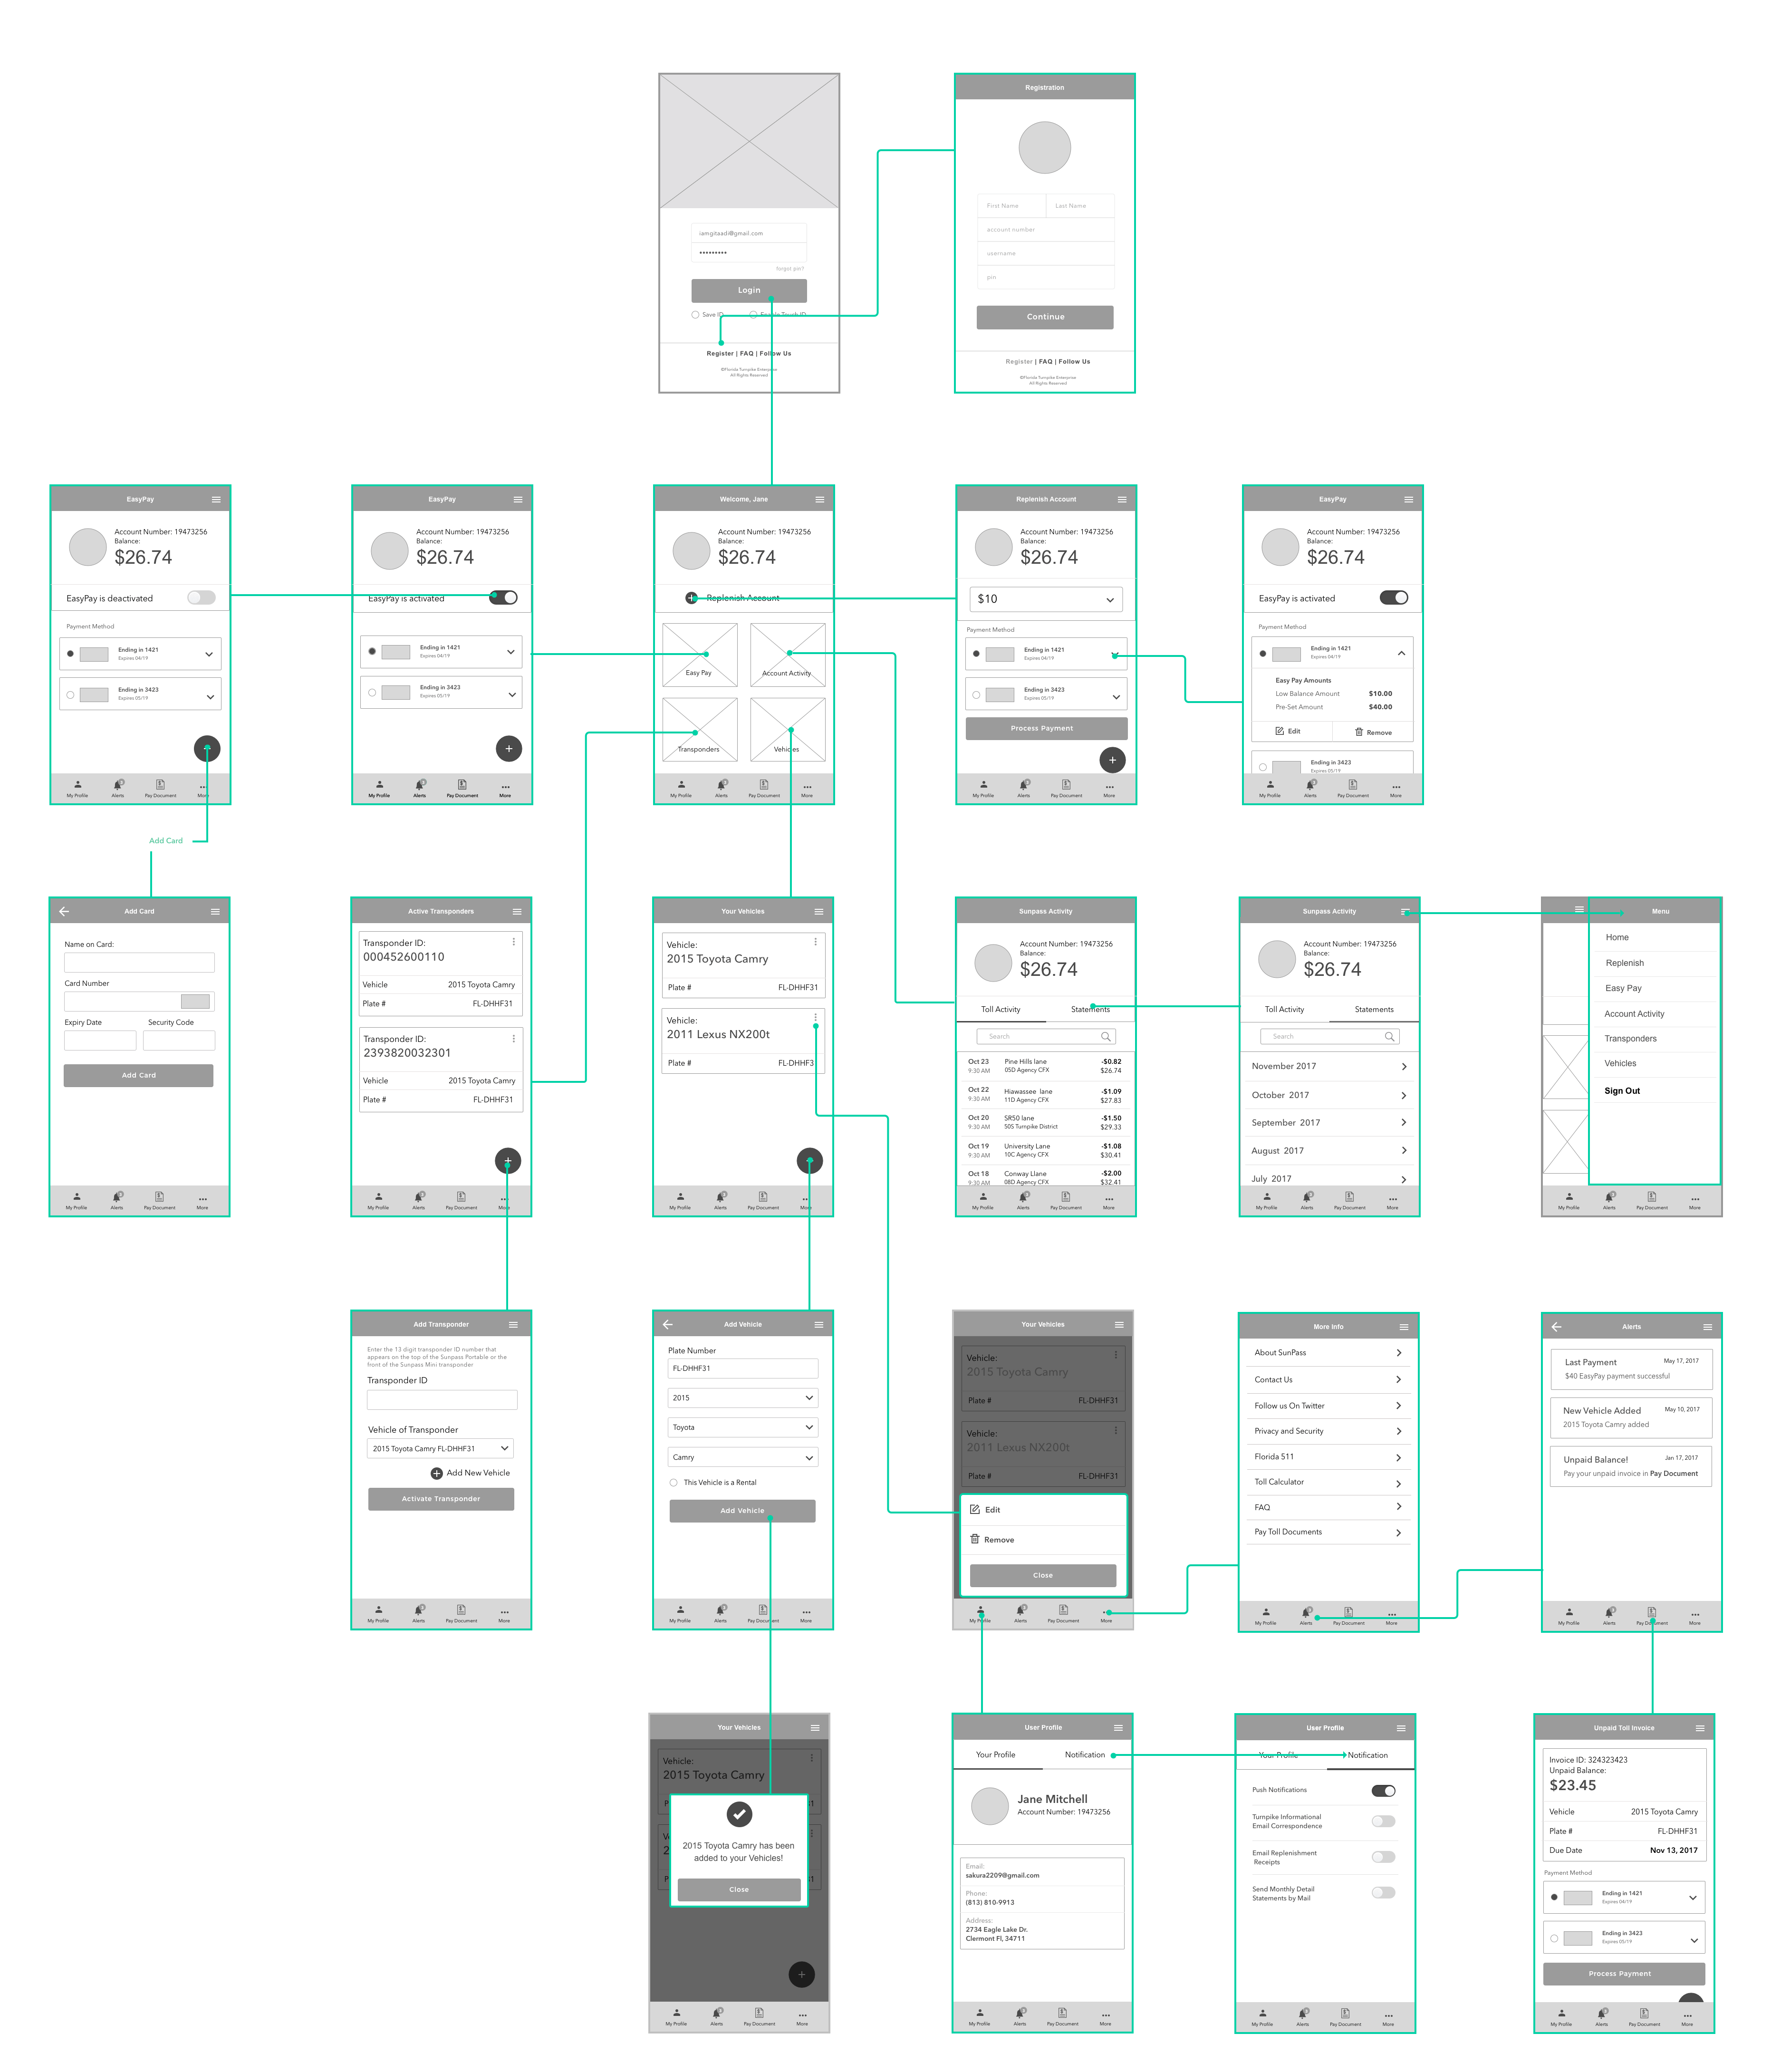 iamgitaadi@gmail.com
•••••••••
forgot pin?
Login
Save ID
Enable Touch ID
Register | FAQ | Follow Us
©Florida Turnpike Enterprise
All Rights Reserved
Registration
First Name
Last Name
account number
username
pin
Continue
Register | FAQ | Follow Us
©Florida Turnpike Enterprise
All Rights Reserved
EasyPay
Account Number: 19473256
Balance:
$26.74
EasyPay is deactivated
Payment Method
Ending in 1421
Expires 04/19
Ending in 3423
Expires 05/19
My Profile Alerts Pay Document More
EasyPay
Account Number: 19473256
Balance:
$26.74
EasyPay is activated
Ending in 1421
Expires 04/19
Ending in 3423
Expires 05/19
My Profile Alerts Pay Document More
Welcome, Jane
Account Number: 19473256
Balance:
$26.74
Replenish Account
Easy Pay
Account Activity
Transponders
Vehicles
My Profile Alerts Pay Document More
Replenish Account
Account Number: 19473256
Balance:
$26.74
$10
Payment Method
Ending in 1421
Expires 04/19
Ending in 3423
Expires 05/19
Process Payment
My Profile Alerts Pay Document More
EasyPay
Account Number: 19473256
Balance:
$26.74
EasyPay is activated
Payment Method
Ending in 1421
Expires 04/19
Easy Pay Amounts
Low Balance Amount $10.00
Pre-Set Amount $40.00
Edit
Remove
Ending in 3423
Expires 05/19
My Profile Alerts Pay Document More
Add Card
Add Card
Name on Card:
Card Number
Expiry Date
Security Code
Add Card
My Profile Alerts Pay Document More
Active Transponders
Transponder ID:
000452600110
Vehicle 2015 Toyota Camry
Plate # FL-DHHF31
Transponder ID:
2393820032301
Vehicle 2015 Toyota Camry
Plate # FL-DHHF31
My Profile Alerts Pay Document More
Your Vehicles
Vehicle:
2015 Toyota Camry
Plate # FL-DHHF31
Vehicle:
2011 Lexus NX200t
Plate # FL-DHHF3
My Profile Alerts Pay Document More
Sunpass Activity
Account Number: 19473256
Balance:
$26.74
Toll Activity
Statements
Search
Oct 23 Pine Hills lane -$0.82
9:30 AM 05D Agency CFX $26.74
Oct 22 Hiawassee lane -$1.09
9:30 AM 11D Agency CFX $27.83
Oct 20 SR50 lane -$1.50
9:30 AM 50S Turnpike District $29.33
Oct 19 University Lane -$1.08
9:30 AM 10C Agency CFX $30.41
Oct 18 Conway Llane -$2.00
9:30 AM 08D Agency CFX $32.41
My Profile Alerts Pay Document More
Sunpass Activity
Account Number: 19473256
Balance:
$26.74
Toll Activity
Statements
Search
November 2017
October 2017
September 2017
August 2017
July 2017
My Profile Alerts Pay Document More
Menu
Home
Replenish
Easy Pay
Account Activity
Transponders
Vehicles
Sign Out
My Profile Alerts Pay Document More
Add Transponder
Enter the 13 digit transponder ID number that
appears on the top of the Sunpass Portable or the
front of the Sunpass Mini transponder
Transponder ID
Vehicle of Transponder
2015 Toyota Camry FL-DHHF31
Add New Vehicle
Activate Transponder
My Profile Alerts Pay Document More
Add Vehicle
Plate Number
FL-DHHF31
2015
Toyota
Camry
This Vehicle is a Rental
Add Vehicle
My Profile Alerts Pay Document More
Your Vehicles
Vehicle:
2015 Toyota Camry
Plate # FL-DHHF31
Vehicle:
2011 Lexus NX200t
Plate # FL-DHHF31
Edit
Remove
Close
My Profile Alerts Pay Document More
More Info
About SunPass
Contact Us
Follow us On Twitter
Privacy and Security
Florida 511
Toll Calculator
FAQ
Pay Toll Documents
My Profile Alerts Pay Document More
Alerts
Last Payment May 17, 2017
$40 EasyPay payment successful
New Vehicle Added May 10, 2017
2015 Toyota Camry added
Unpaid Balance! Jan 17, 2017
Pay your unpaid invoice in Pay Document
My Profile Alerts Pay Document More
Your Vehicles
Vehicle:
2015 Toyota Camry
2015 Toyota Camry has been
added to your Vehicles!
Close
My Profile Alerts Pay Document More
User Profile
Your Profile
Notification
Jane Mitchell
Account Number: 19473256
Email:
sakura2209@gmail.com
Phone:
(813) 810-9913
Address:
2734 Eagle Lake Dr.
Clermont Fl, 34711
My Profile Alerts Pay Document More
User Profile
Your Profile
Notification
Push Notifications
Turnpike Informational
Email Correspondence
Email Replenishment
Receipts
Send Monthly Detail
Statements by Mail
My Profile Alerts Pay Document More
Unpaid Toll Invoice
Invoice ID: 324323423
Unpaid Balance:
$23.45
Vehicle 2015 Toyota Camry
Plate # FL-DHHF31
Due Date Nov 13, 2017
Payment Method
Ending in 1421
Expires 04/19
Ending in 3423
Expires 05/19
Process Payment
My Profile Alerts Pay Document More